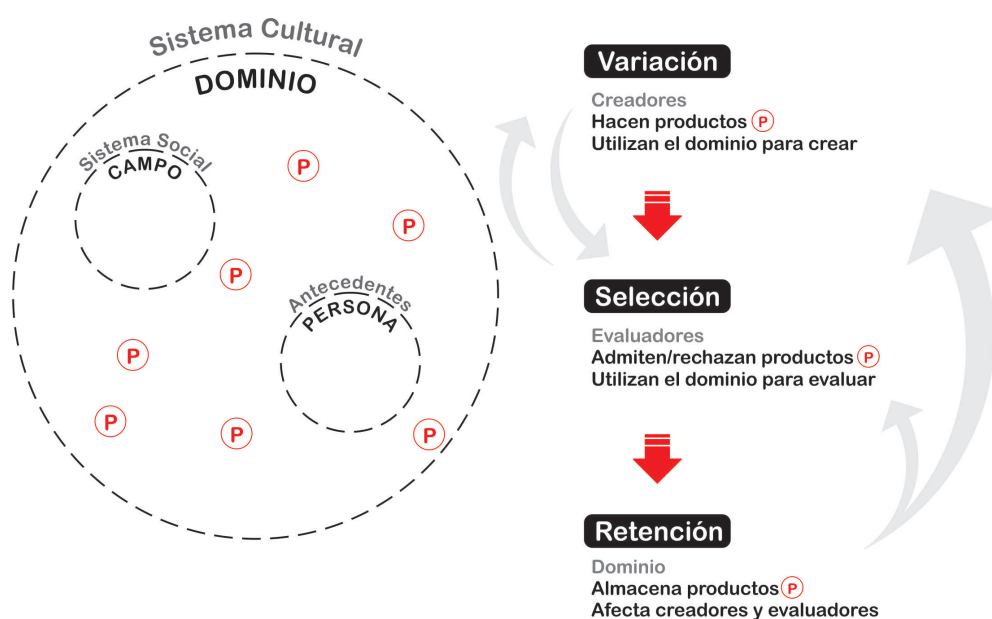 Sistema Cultural
DOMINIO
Sistema Social
CAMPO
P
P
P
Antecedentes
PERSONA
P
P
P
P
Variación
Creadores
Hacen productos P
Utilizan el dominio para crear
Selección
Evaluadores
Admiten/rechazan productos P
Utilizan el dominio para evaluar
Retención
Dominio
Almacena productos P
Afecta creadores y evaluadores